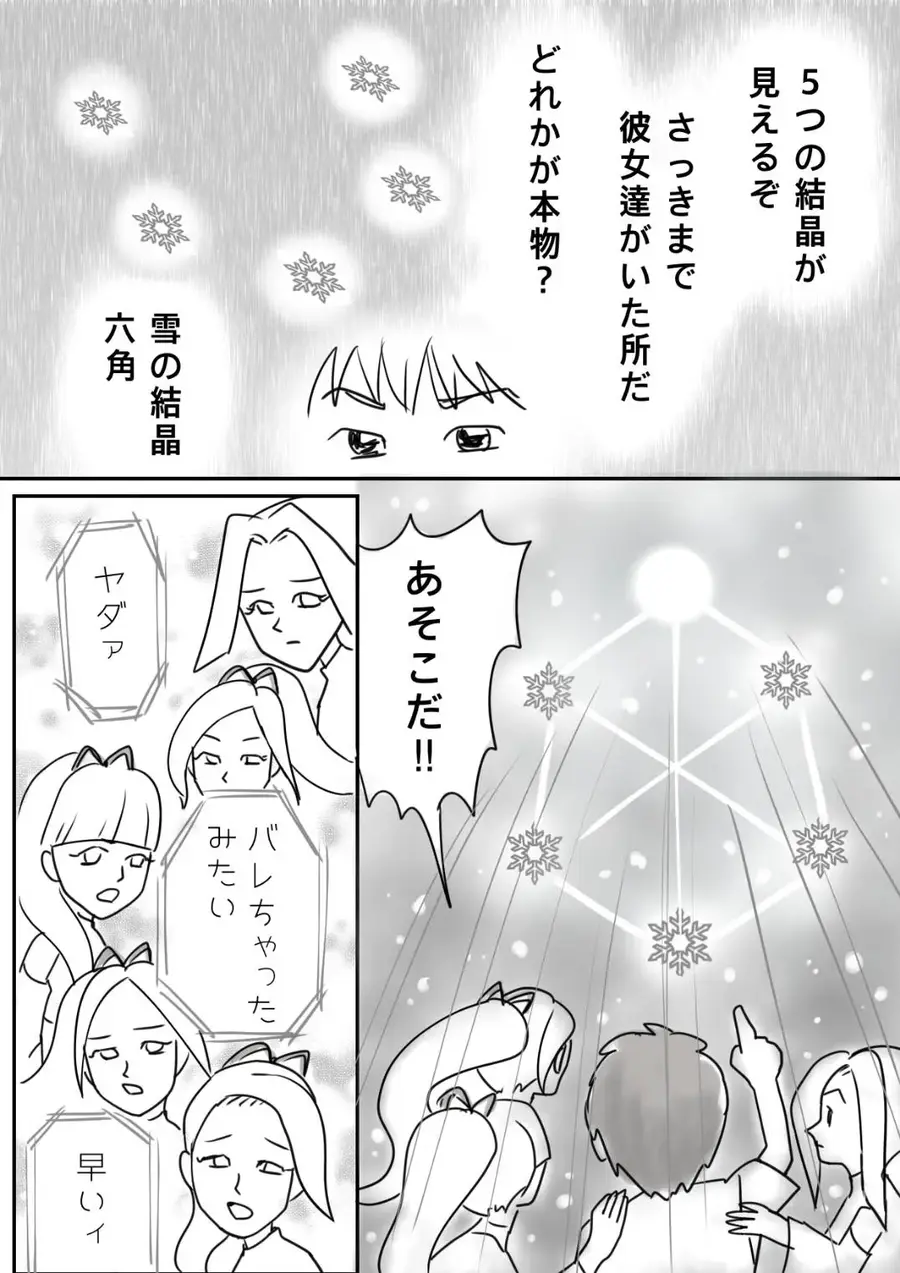 ５つの結晶が
見えるぞ
さっきまで
彼女達がいた所だ
どれかが本物？
雪の結晶
六角
あそこだ!!
ヤダァ
バレちゃった
みたい
早いィ